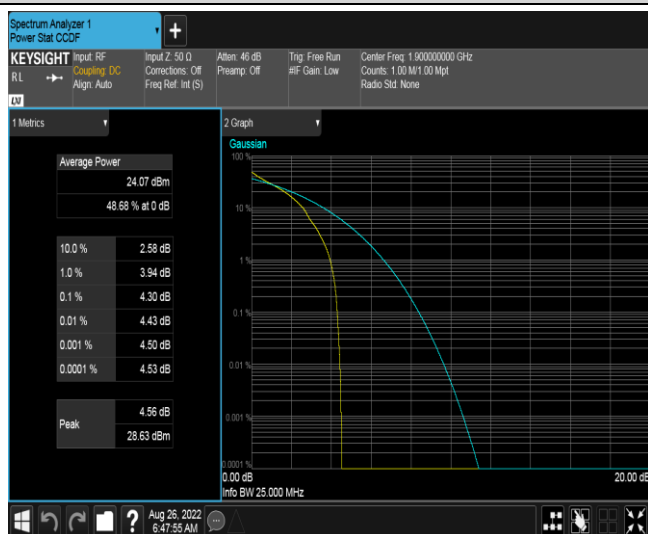 Spectrum Analyzer 1
Power Stat CCDF
+
KEYSIGHT
RL
LXI
Input: RF
Coupling: DC
Align: Auto
Input Z: 50 Ω
Corrections: Off
Freq Ref: Int (S)
Atten: 46 dB
Preamp: Off
Trig: Free Run
#IF Gain: Low
Center Freq: 1.900000000 GHz
Counts: 1.00 M/1.00 Mpt
Radio Std: None
1 Metrics
Average Power
24.07 dBm
48.68 % at 0 dB
10.0 % 2.58 dB
1.0 % 3.94 dB
0.1 % 4.30 dB
0.01 % 4.43 dB
0.001 % 4.50 dB
0.0001 % 4.53 dB
Peak
4.56 dB
28.63 dBm
2 Graph
Gaussian
100 %
10 %
1 %
0.1 %
0.01 %
0.001 %
0.0001 %
0.00 dB
20.00 dB
Info BW 25.000 MHz
?
Aug 26, 2022
6:47:55 AM